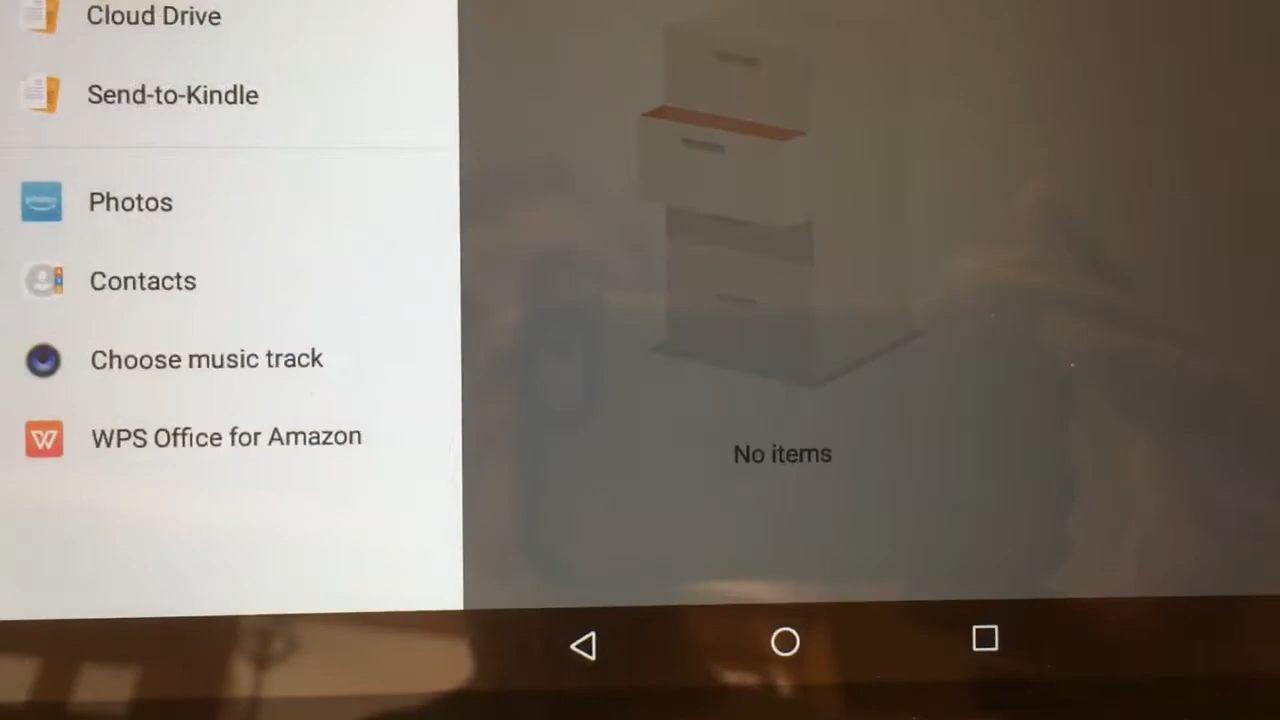 Cloud Drive
Send-to-Kindle
Photos
Contacts
Choose music track
WPS Office for Amazon
No items